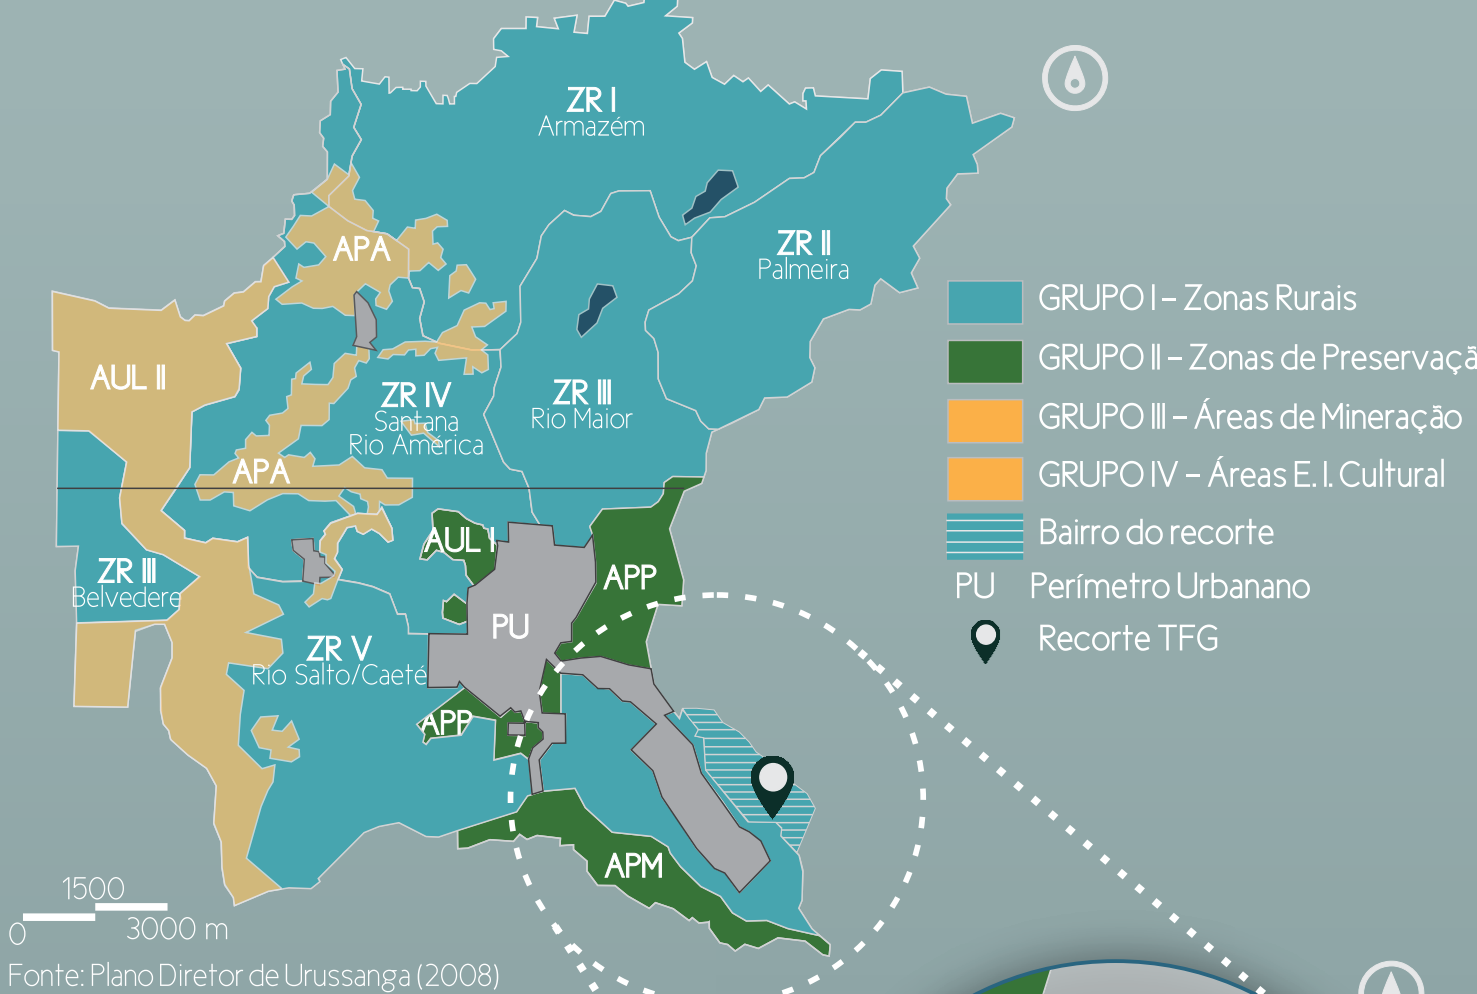 ZR I
Armazém
ZR II
Palmeira
APA
AUL II
ZR IV
Santana
Rio América
ZR III
Rio Maior
APA
AUL I
APP
ZR III
Belvedere
PU
ZR V
Rio Salto/Caeté
APP
APM
GRUPO I – Zonas Rurais
GRUPO II – Zonas de Preservaçã
GRUPO III – Áreas de Mineração
GRUPO IV – Áreas E. I. Cultural
Bairro do recorte
PU Perímetro Urbanano
Recorte TFG
1500
0 3000 m
Fonte: Plano Diretor de Urussanga (2008)